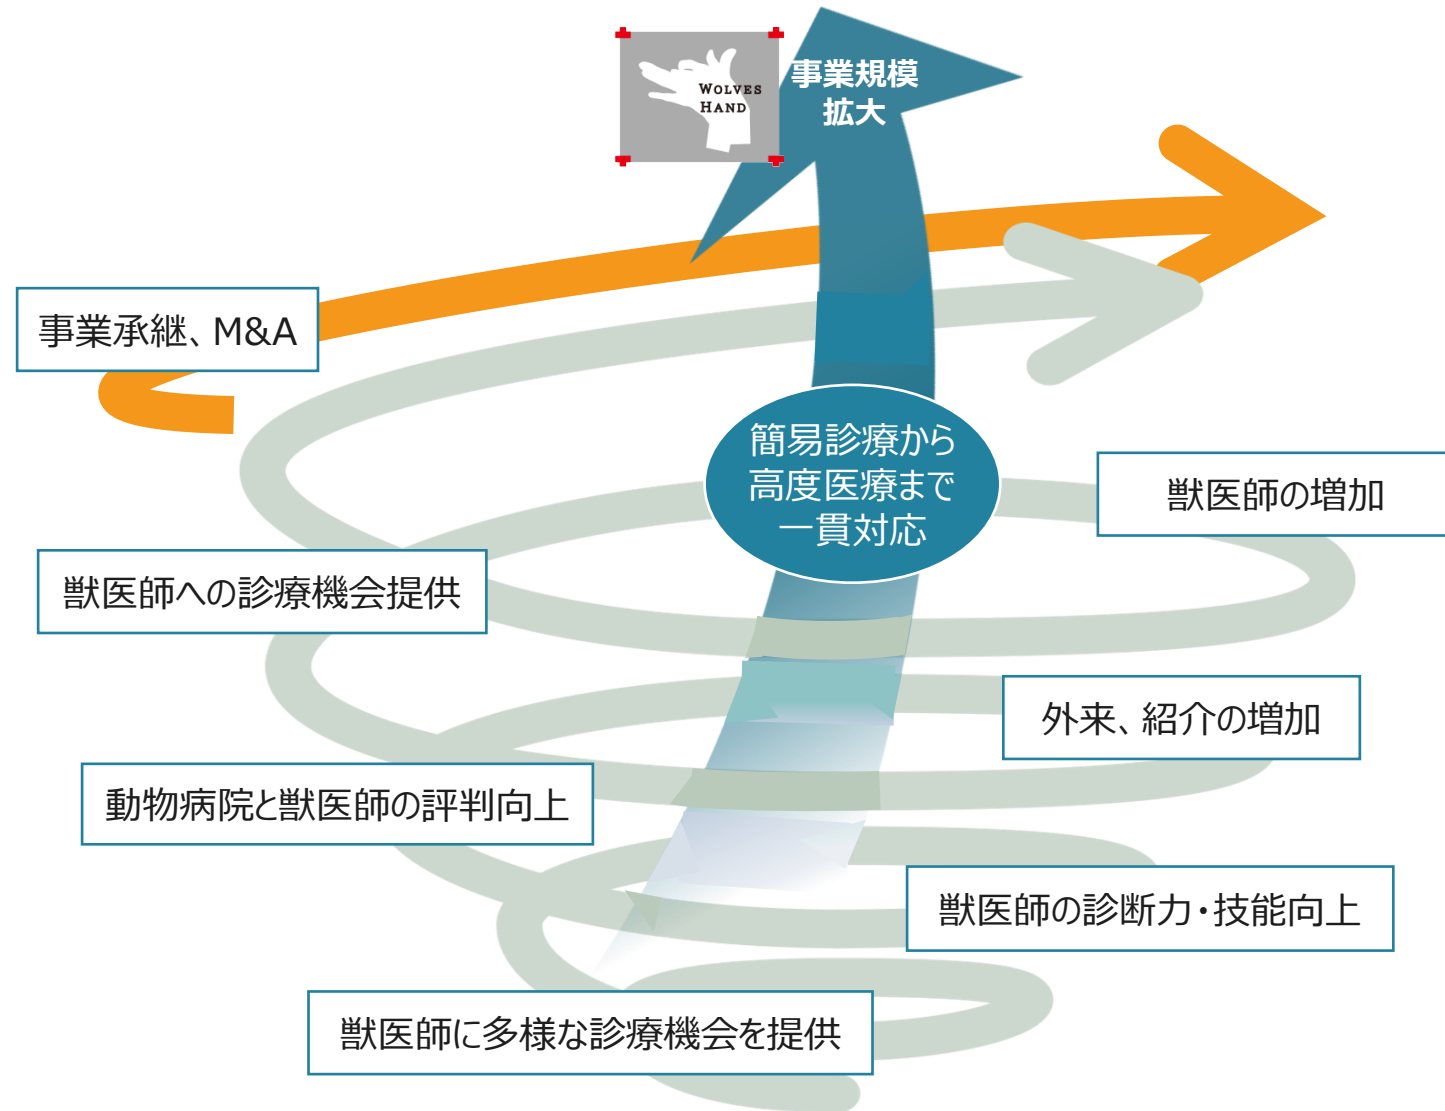 WOLVES
HAND
事業規模
拡大
事業承継、M&A
簡易診療から
高度医療まで
一貫対応
獣医師の増加
獣医師への診療機会提供
外来、紹介の増加
動物病院と獣医師の評判向上
獣医師の診断力・技能向上
獣医師に多様な診療機会を提供